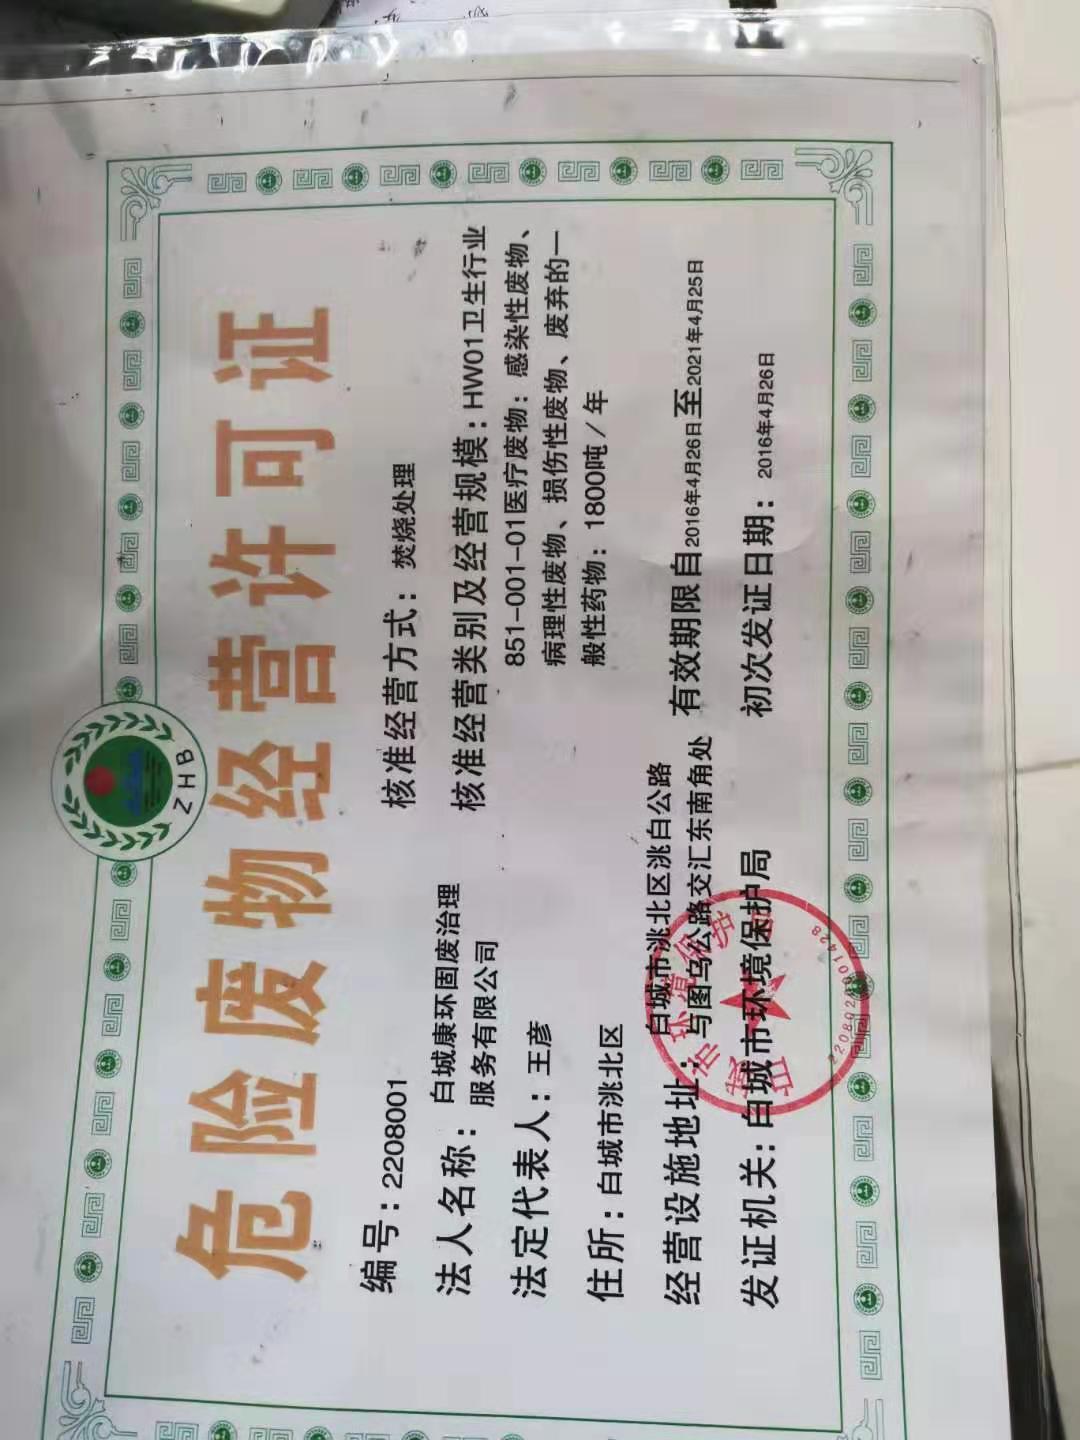 ZHB
危险废物经营许可证
编号：2208001
法人名称：白城康环固废治理
服务有限公司
法定代表人：王彦
住所：白城市洮北区
经营设施地址：白城市洮北区洮白公路
与图乌公路交汇东南角处
发证机关：白城市环境保护局
核准经营方式：焚烧处理
核准经营类别及经营规模：HW01卫生行业
851-001-01医疗废物：感染性废物、
病理性废物、损伤性废物、废弃的一
般性药物：1800吨／年
有效期限自2016年4月26日至2021年4月25日
初次发证日期：2016年4月26日